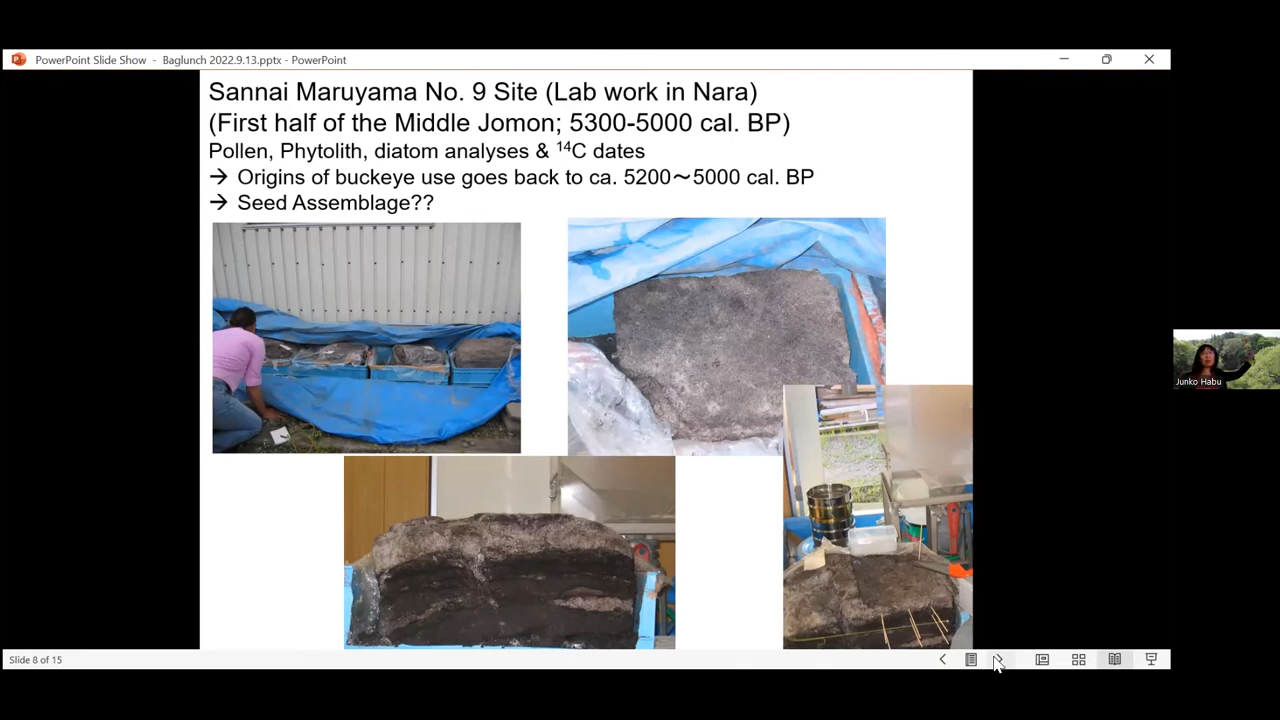 PowerPoint Slide Show - Baglunch 2022.9.13.pptx - PowerPoint
Sannai Maruyama No. 9 Site (Lab work in Nara)
(First half of the Middle Jomon; 5300-5000 cal. BP)
Pollen, Phytolith, diatom analyses & ¹⁴C dates
→ Origins of buckeye use goes back to ca. 5200～5000 cal. BP
→ Seed Assemblage??
Junko Habu
Slide 8 of 15